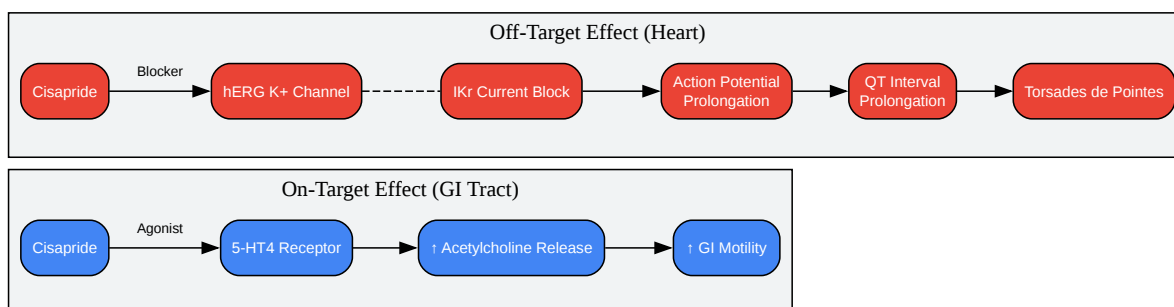 Off-Target Effect (Heart)
Cisapride
Blocker
hERG K+ Channel
IKr Current Block
Action Potential
Prolongation
QT Interval
Prolongation
Torsades de Pointes
On-Target Effect (GI Tract)
Cisapride
Agonist
5-HT4 Receptor
↑ Acetylcholine Release
↑ GI Motility